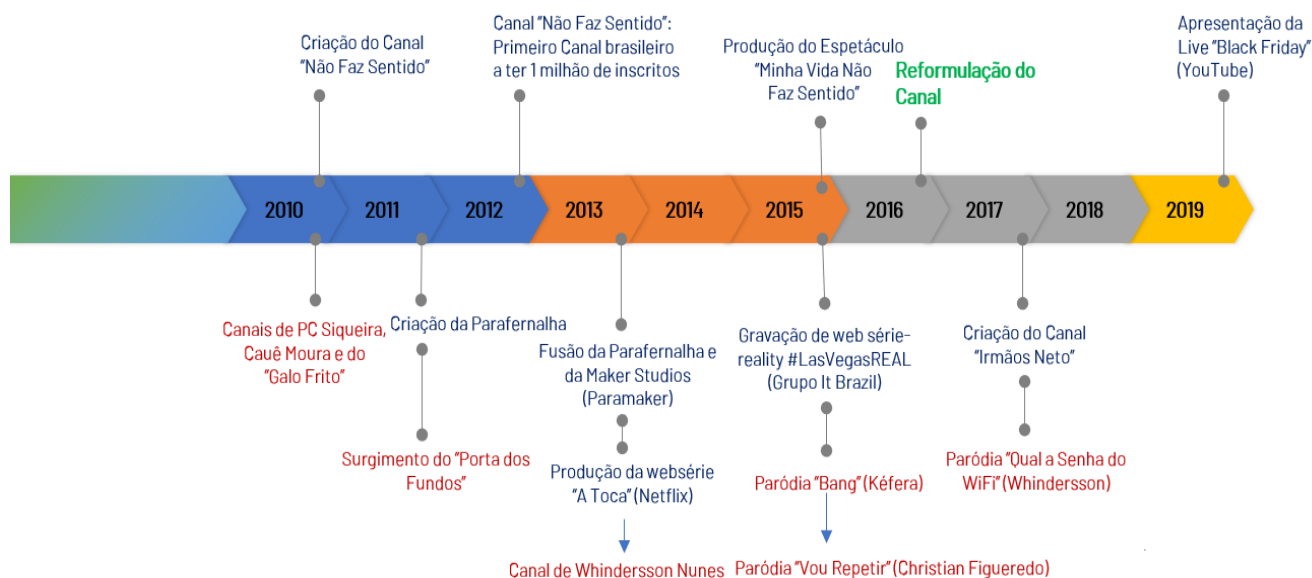 Criação do Canal
"Não Faz Sentido"
Canal "Não Faz Sentido":
Primeiro Canal brasileiro
a ter 1 milhão de inscritos
Produção do Espetáculo
"Minha Vida Não
Faz Sentido"
Reformulação do
Canal
Apresentação da
Live "Black Friday"
(YouTube)
2010
2011
2012
2013
2014
2015
2016
2017
2018
2019
Canais de PC Siqueira,
Cauê Moura e do
"Galo Frito"
Criação da Parafernalha
Surgimento do "Porta dos
Fundos"
Fusão da Parafernalha e
da Maker Studios
(Paramaker)
Produção da websérie
"A Toca" (Netflix)
Canal de Whindersson Nunes
Gravação de web série-
reality #LasVegasREAL
(Grupo It Brazil)
Paródia "Bang" (Kéfera)
Paródia "Vou Repetir" (Christian Figueredo)
Criação do Canal
"Irmãos Neto"
Paródia "Qual a Senha do
WiFi" (Whindersson)